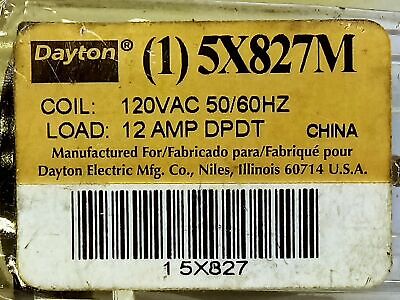 Dayton® (1) 5X827M
COIL: 120VAC 50/60HZ
LOAD: 12 AMP DPDT CHINA
Manufactured For/Fabricado para/Fabriqué pour
Dayton Electric Mfg. Co., Niles, Illinois 60714 U.S.A.
1 5X827